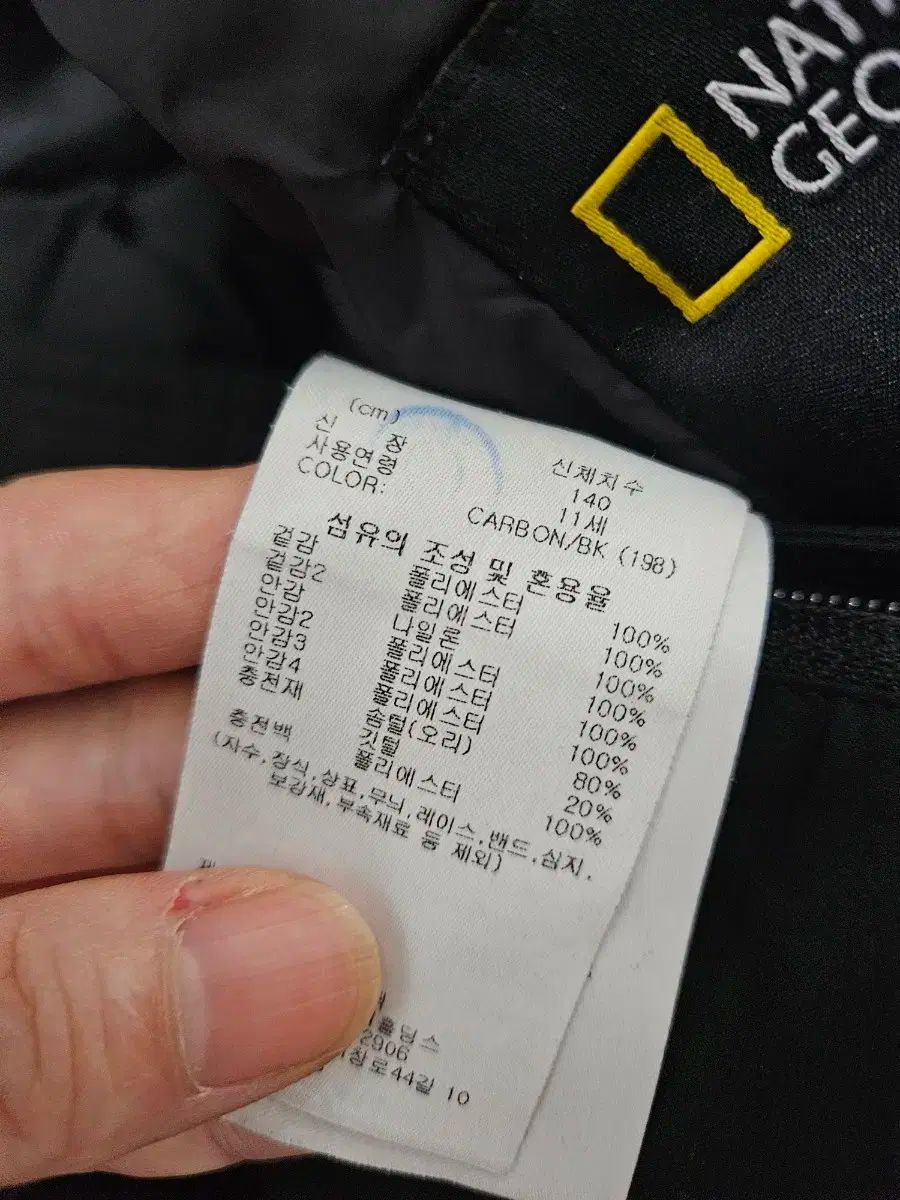 NAT
GEO
(cm) 신체치수
신 장 140
사용연령 11세
COLOR: CARBON/BK (198)
섬유의 조성 및 혼용율
겉감 폴리에스터 100%
겉감2 폴리에스터 100%
안감 나일론 100%
안감2 폴리에스터 100%
안감3 폴리에스터 100%
안감4 폴리에스터 100%
충전재 솜털(오리) 80%
깃털 20%
충전백 폴리에스터 100%
(자수,장식,상표,무늬,레이스,밴드,심지,
보강재,부속재료 등 제외)
제
홀딩스
2906
로44길 10